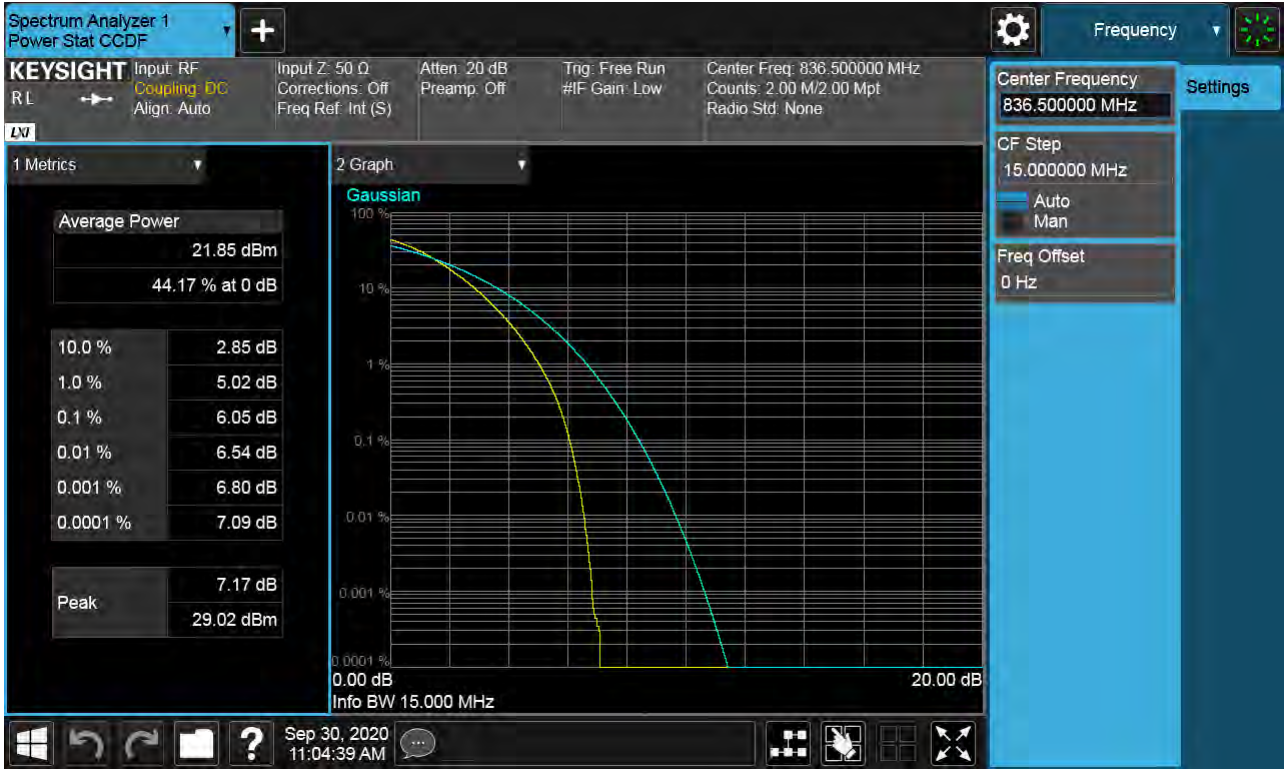 Spectrum Analyzer 1
Power Stat CCDF
Frequency
KEYSIGHT
R L
LXI
Input: RF
Coupling: DC
Align: Auto
Input Z: 50 Ω
Corrections: Off
Freq Ref: Int (S)
Atten: 20 dB
Preamp: Off
Trig: Free Run
#IF Gain: Low
Center Freq: 836.500000 MHz
Counts: 2.00 M/2.00 Mpt
Radio Std: None
Center Frequency
836.500000 MHz
Settings
CF Step
15.000000 MHz
Auto
Man
Freq Offset
0 Hz
1 Metrics
Average Power
21.85 dBm
44.17 % at 0 dB
10.0 % 2.85 dB
1.0 % 5.02 dB
0.1 % 6.05 dB
0.01 % 6.54 dB
0.001 % 6.80 dB
0.0001 % 7.09 dB
Peak
7.17 dB
29.02 dBm
2 Graph
Gaussian
100 %
10 %
1 %
0.1 %
0.01 %
0.001 %
0.0001 %
0.00 dB 20.00 dB
Info BW 15.000 MHz
Sep 30, 2020
11:04:39 AM